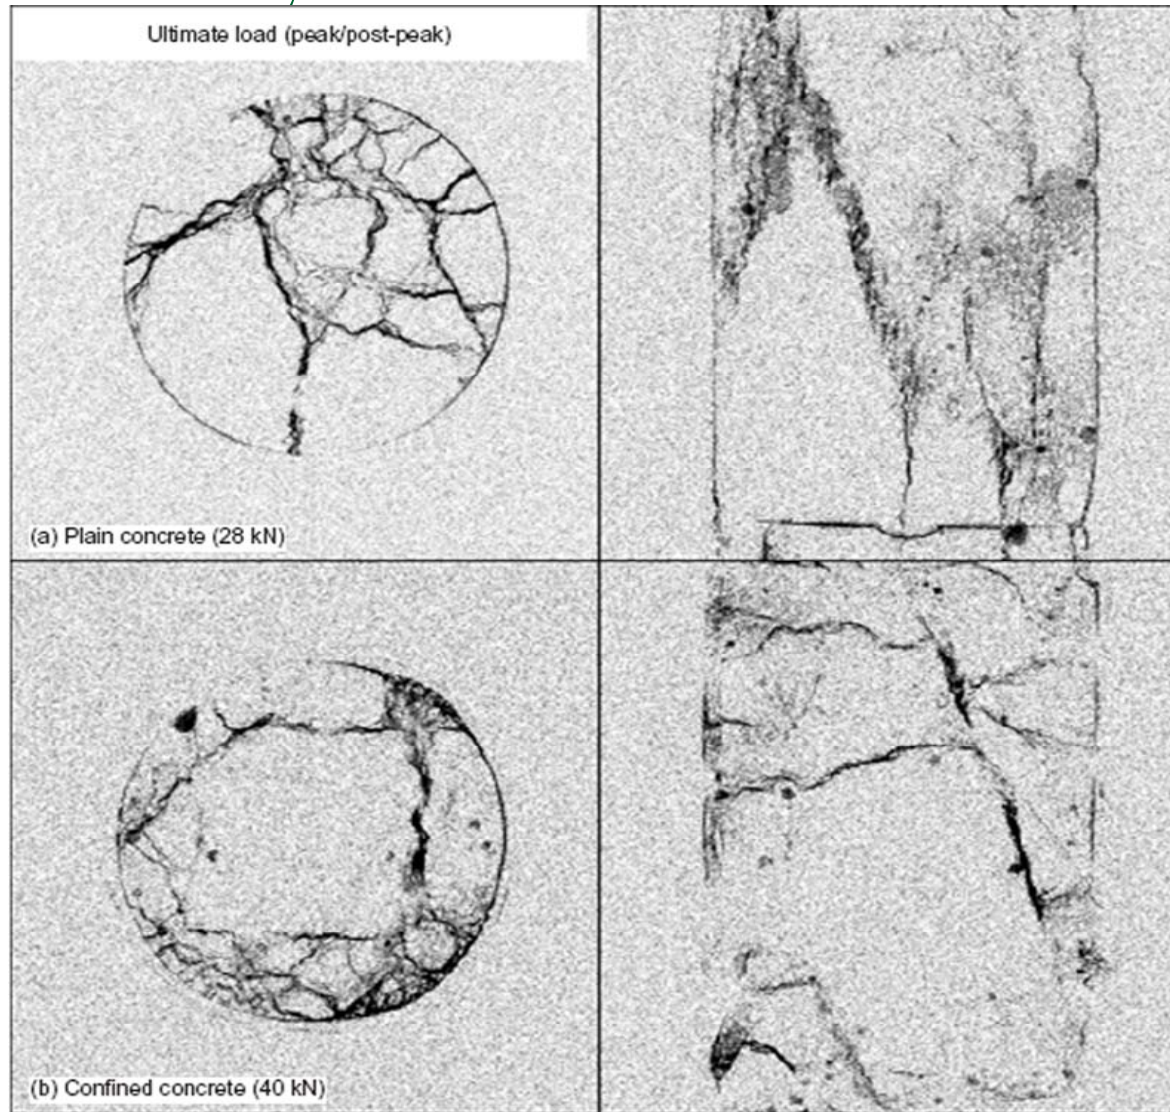 Ultimate load (peak/post-peak)
(a) Plain concrete (28 kN)
(b) Confined concrete (40 kN)